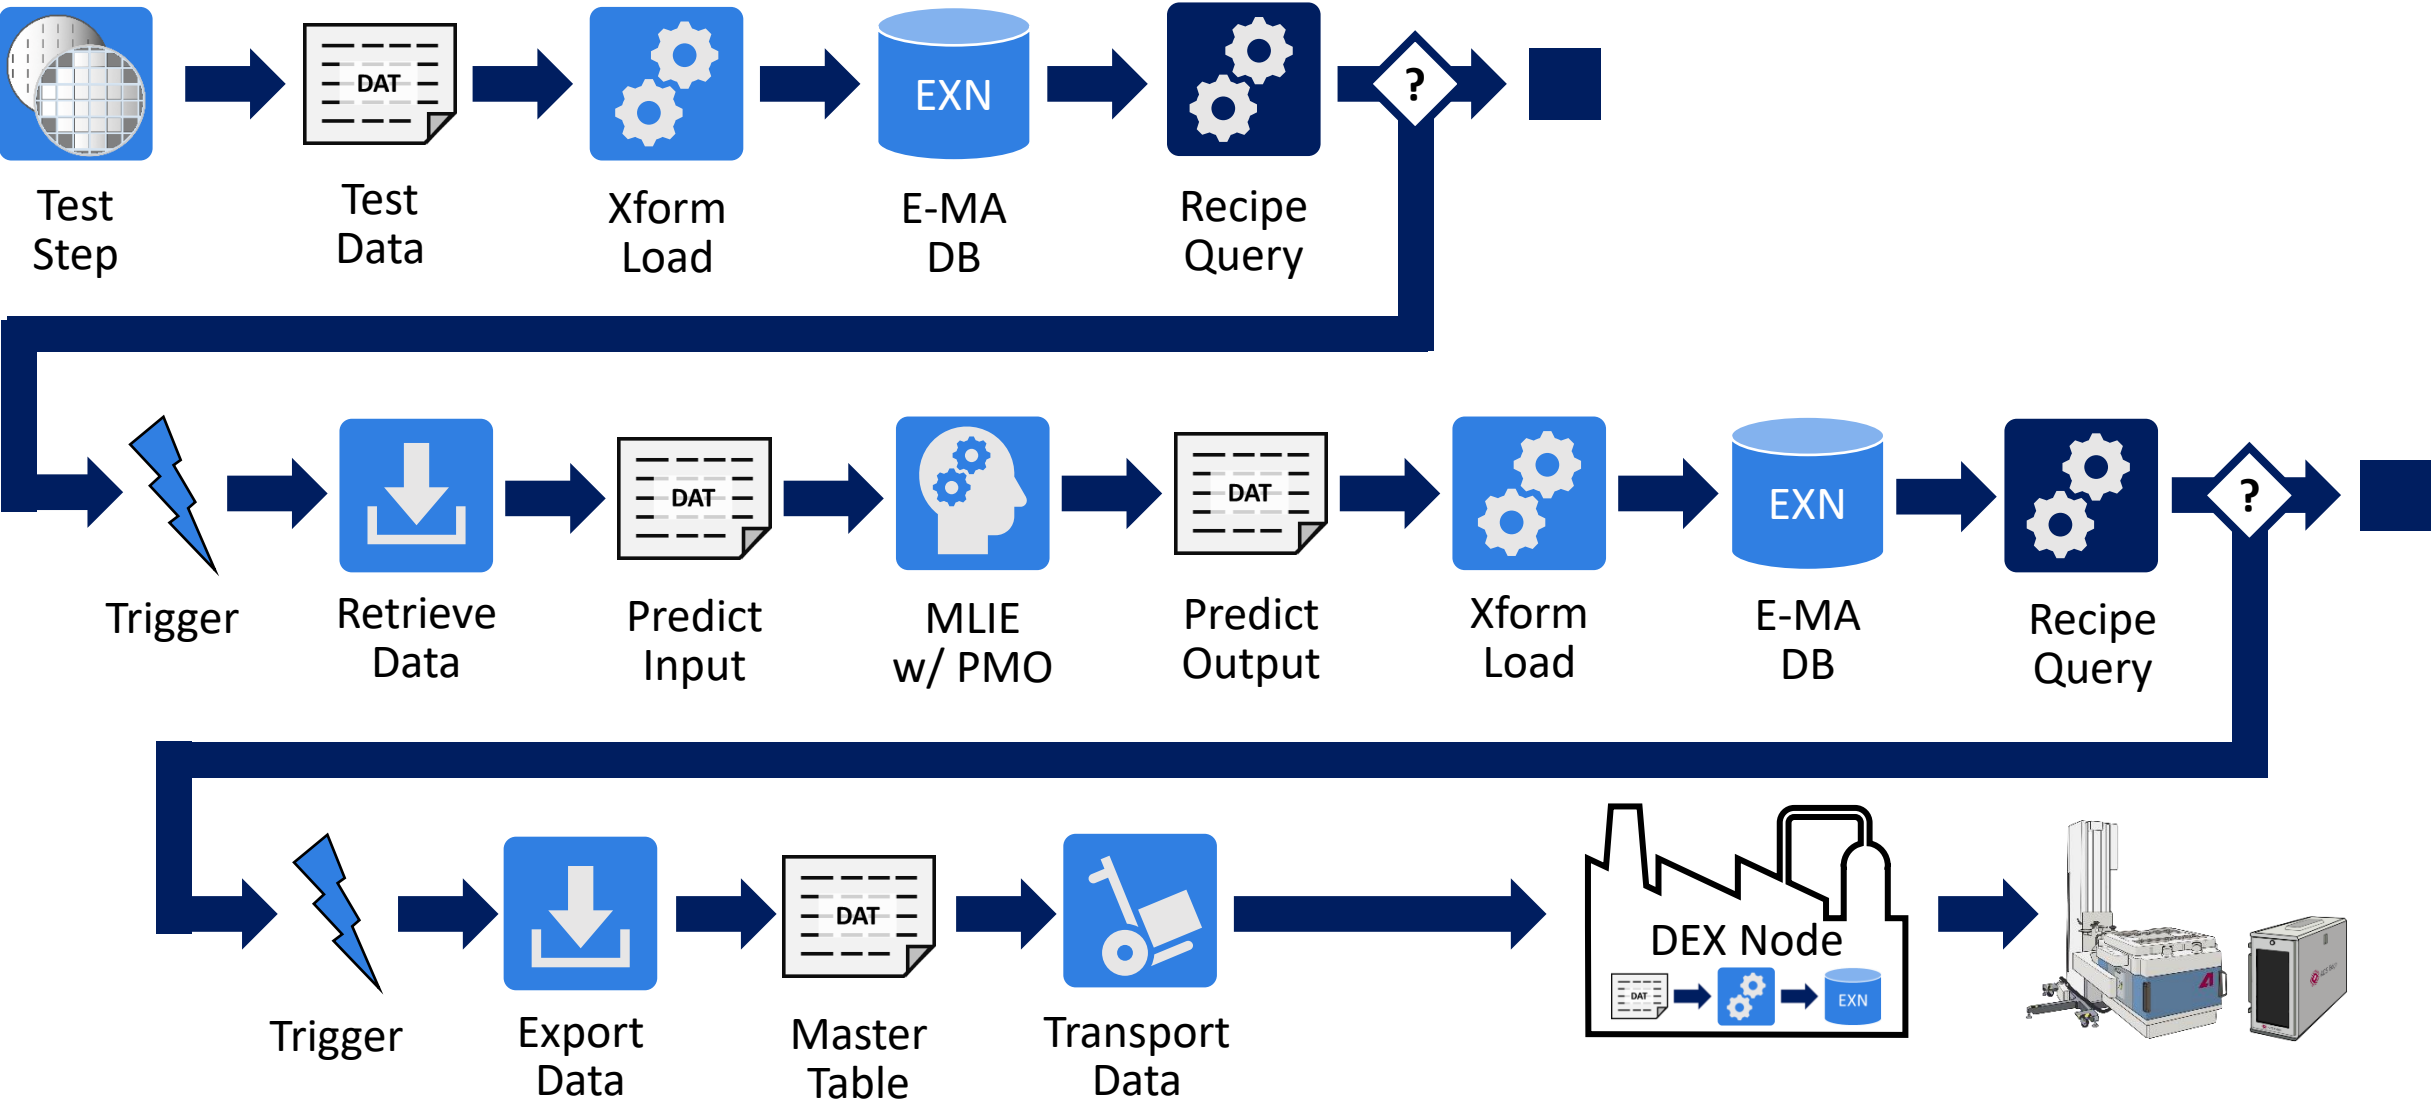 DAT
EXN
?
Test
Step
Test
Data
Xform
Load
E-MA
DB
Recipe
Query
DAT
DAT
EXN
?
Trigger
Retrieve
Data
Predict
Input
MLIE
w/ PMO
Predict
Output
Xform
Load
E-MA
DB
Recipe
Query
DAT
DEX Node
DAT
EXN
Trigger
Export
Data
Master
Table
Transport
Data